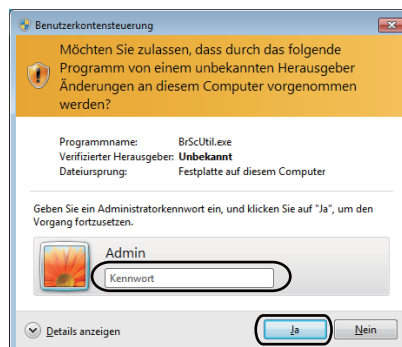 Benutzerkontensteuerung
Möchten Sie zulassen, dass durch das folgende
Programm von einem unbekannten Herausgeber
Änderungen an diesem Computer vorgenommen
werden?
Programmname: BrScUtil.exe
Verifizierter Herausgeber: Unbekannt
Dateiursprung: Festplatte auf diesem Computer
Geben Sie ein Administratorkennwort ein, und klicken Sie auf "Ja", um den
Vorgang fortzusetzen.
Admin
Kennwort
Details anzeigen Ja Nein